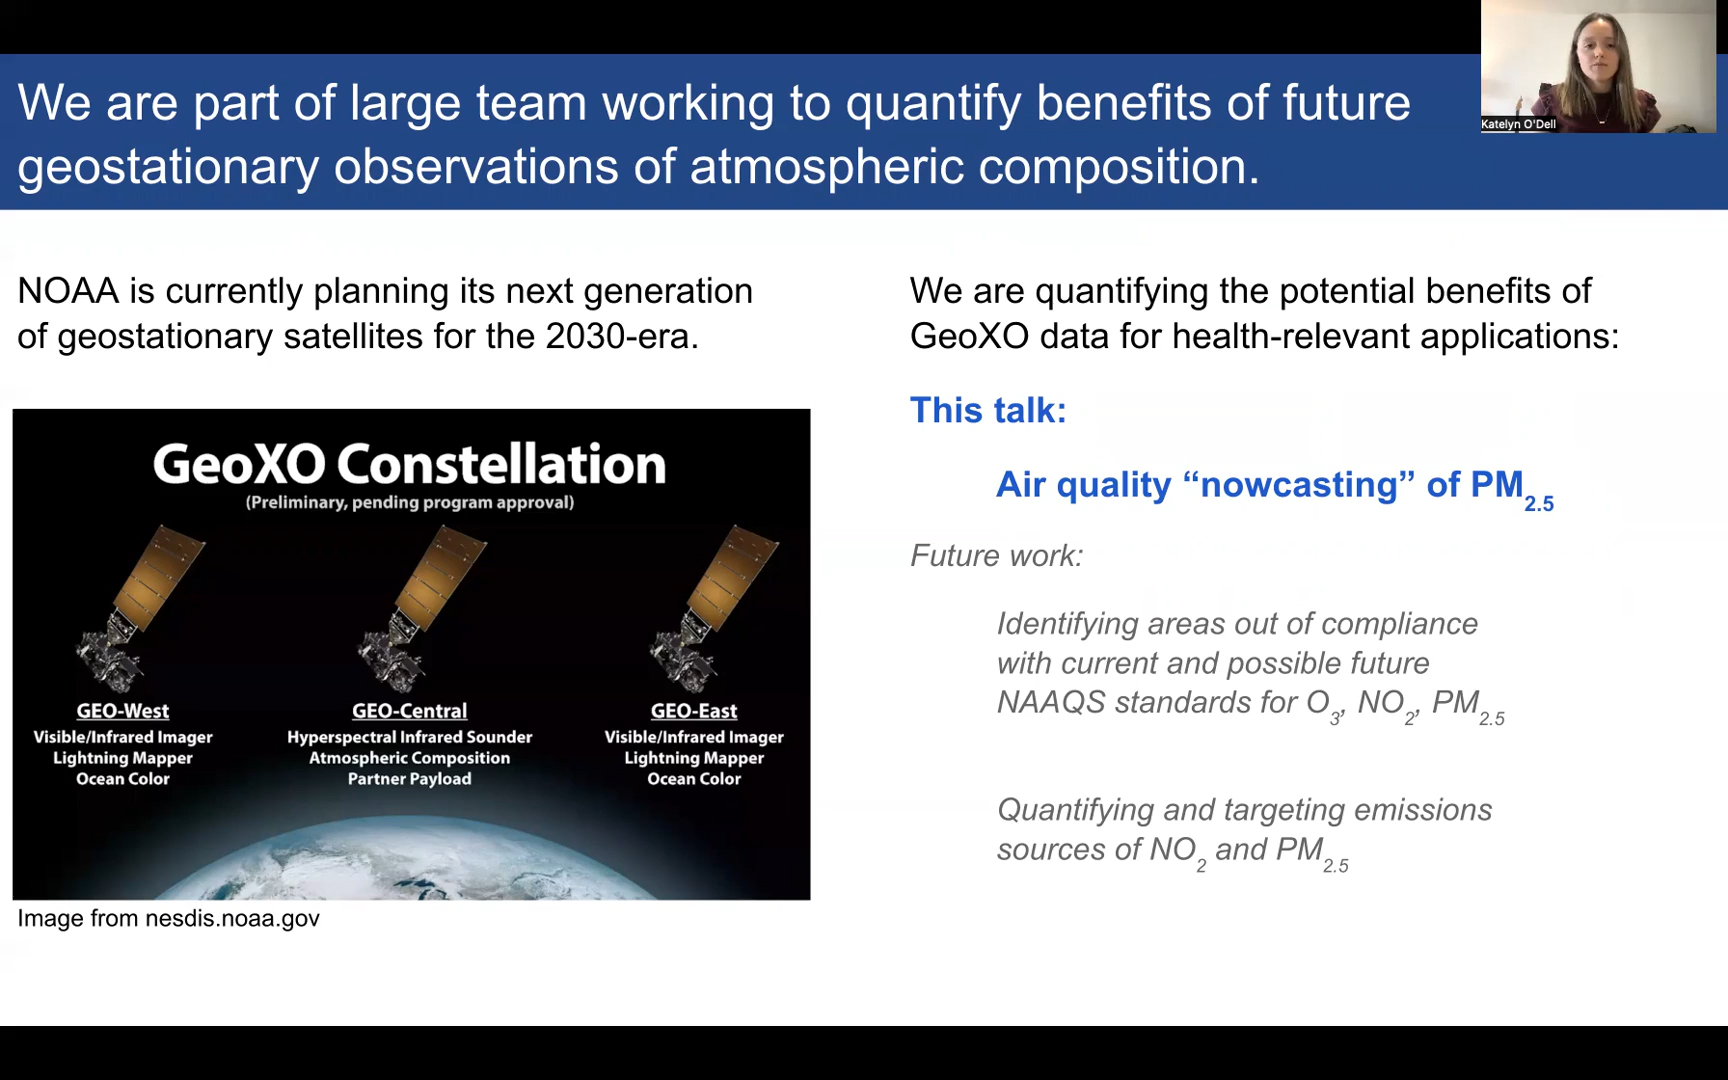 We are part of large team working to quantify benefits of future
geostationary observations of atmospheric composition.
Katelyn O'Dell
NOAA is currently planning its next generation
of geostationary satellites for the 2030-era.
GeoXO Constellation
(Preliminary, pending program approval)
GEO-West
Visible/Infrared Imager
Lightning Mapper
Ocean Color
GEO-Central
Hyperspectral Infrared Sounder
Atmospheric Composition
Partner Payload
GEO-East
Visible/Infrared Imager
Lightning Mapper
Ocean Color
Image from nesdis.noaa.gov
We are quantifying the potential benefits of
GeoXO data for health-relevant applications:
This talk:
Air quality “nowcasting” of PM2.5
Future work:
Identifying areas out of compliance
with current and possible future
NAAQS standards for O3, NO2, PM2.5
Quantifying and targeting emissions
sources of NO2 and PM2.5